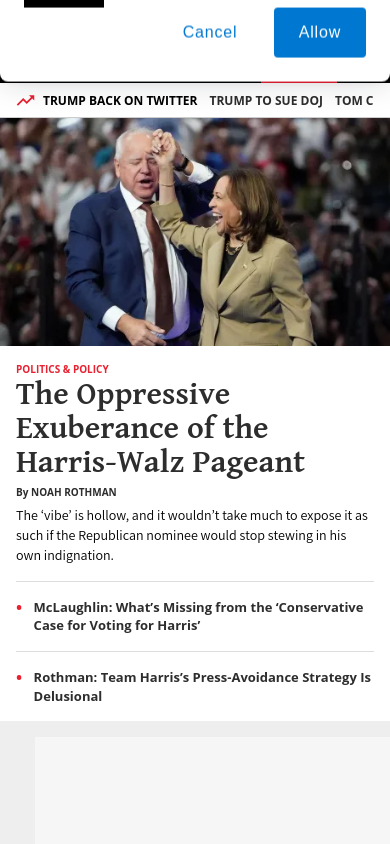 Cancel Allow
TRUMP BACK ON TWITTER TRUMP TO SUE DOJ TOM C
POLITICS & POLICY
The Oppressive
Exuberance of the
Harris-Walz Pageant
By NOAH ROTHMAN
The ‘vibe’ is hollow, and it wouldn’t take much to expose it as
such if the Republican nominee would stop stewing in his
own indignation.
McLaughlin: What’s Missing from the ‘Conservative
Case for Voting for Harris’
Rothman: Team Harris’s Press-Avoidance Strategy Is
Delusional